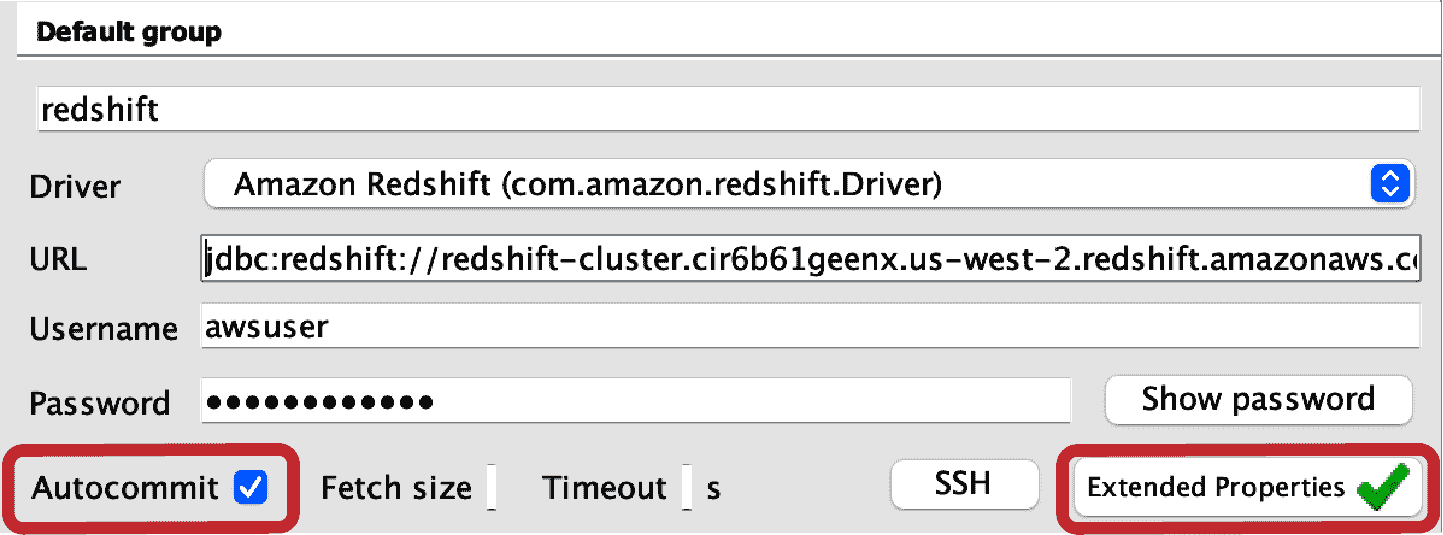 Default group
redshift
Driver Amazon Redshift (com.amazon.redshift.Driver)
URL jdbc:redshift://redshift-cluster.cir6b61geenx.us-west-2.redshift.amazonaws.c
Username awsuser
Password ●●●●●●●●●●●● Show password
Autocommit Fetch size Timeout s SSH Extended Properties